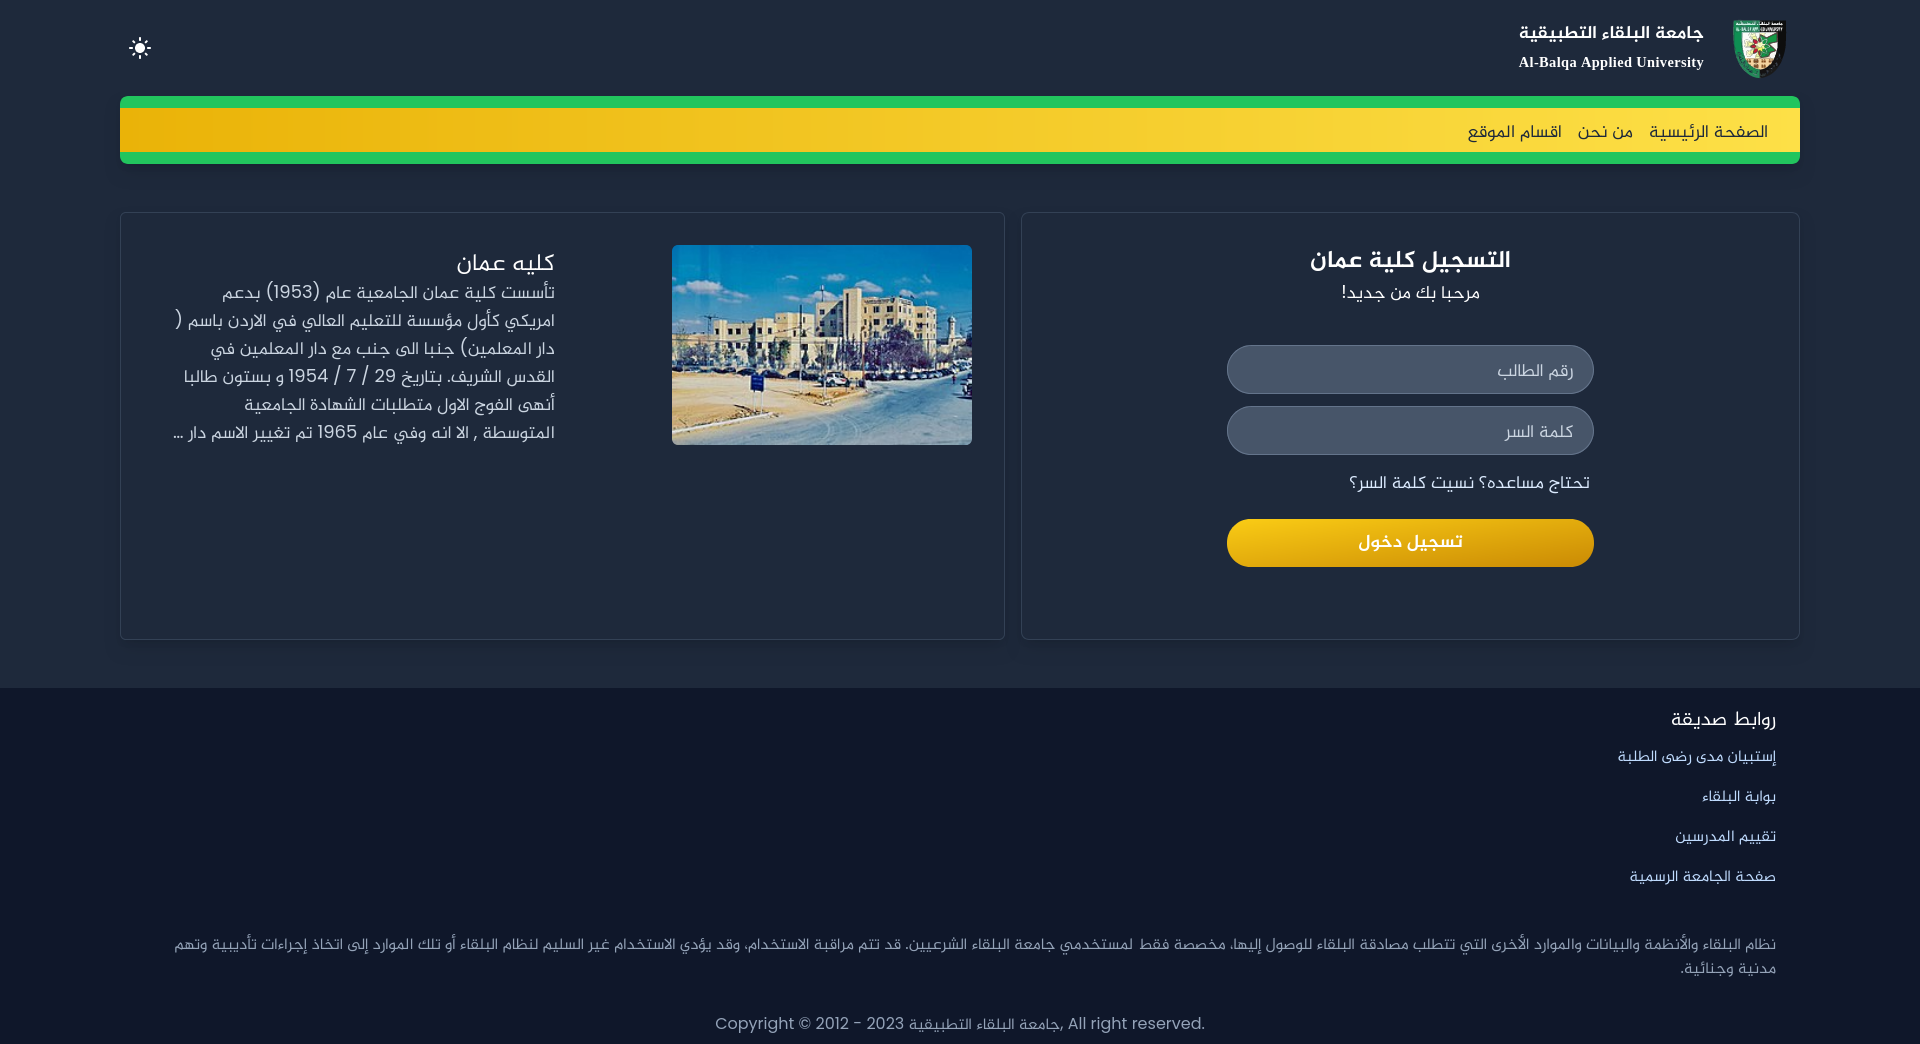 جامعة البلقاء التطبيقية
Al-Balqa Applied University
الصفحة الرئيسية
من نحن
اقسام الموقع
التسجيل كلية عمان
مرحبا بك من جديد!
رقم الطالب
كلمة السر
تحتاج مساعده؟ نسيت كلمة السر؟
تسجيل دخول
كليه عمان
تأسست كلية عمان الجامعية عام (1953) بدعم
امريكي كأول مؤسسة للتعليم العالي في الاردن باسم (
دار المعلمين) جنبا الى جنب مع دار المعلمين في
القدس الشريف. بتاريخ 29 / 7 / 1954 و بستون طالبا
أنهى الفوج الاول متطلبات الشهادة الجامعية
المتوسطة , الا انه وفي عام 1965 تم تغيير الاسم دار ...
روابط صديقة
إستبيان مدى رضى الطلبة
بوابة البلقاء
تقييم المدرسين
صفحة الجامعة الرسمية
نظام البلقاء والأنظمة والبيانات والموارد الأخرى التي تتطلب مصادقة البلقاء للوصول إليها، مخصصة فقط لمستخدمي جامعة البلقاء الشرعيين. قد تتم مراقبة الاستخدام، وقد يؤدي الاستخدام غير السليم لنظام البلقاء أو تلك الموارد إلى اتخاذ إجراءات تأديبية وتهم
مدنية وجنائية.
Copyright © 2012 - 2023 جامعة البلقاء التطبيقية, All right reserved.